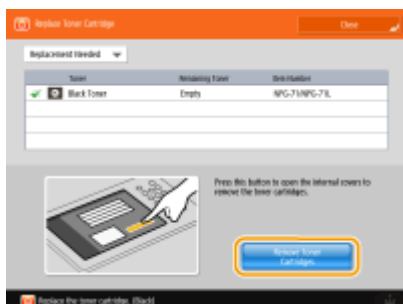 Replace Toner Cartridge
Close
Replacement Needed
Toner Remaining Toner Item Number
Black Toner Empty NPG-71/NPG-71L
Press this button to open the internal covers to
remove the toner cartridges.
Remove Toner
Cartridges
Replace the toner cartridge. (Black)